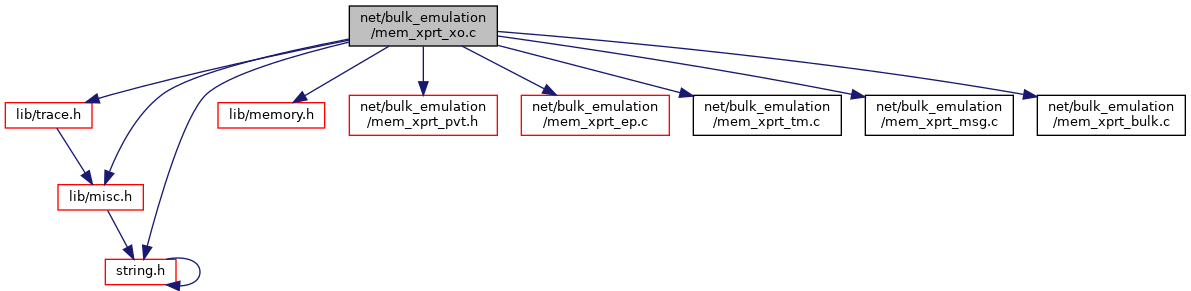 net/bulk_emulation
/mem_xprt_xo.c
lib/trace.h
lib/memory.h
net/bulk_emulation
/mem_xprt_pvt.h
net/bulk_emulation
/mem_xprt_ep.c
net/bulk_emulation
/mem_xprt_tm.c
net/bulk_emulation
/mem_xprt_msg.c
net/bulk_emulation
/mem_xprt_bulk.c
lib/misc.h
string.h